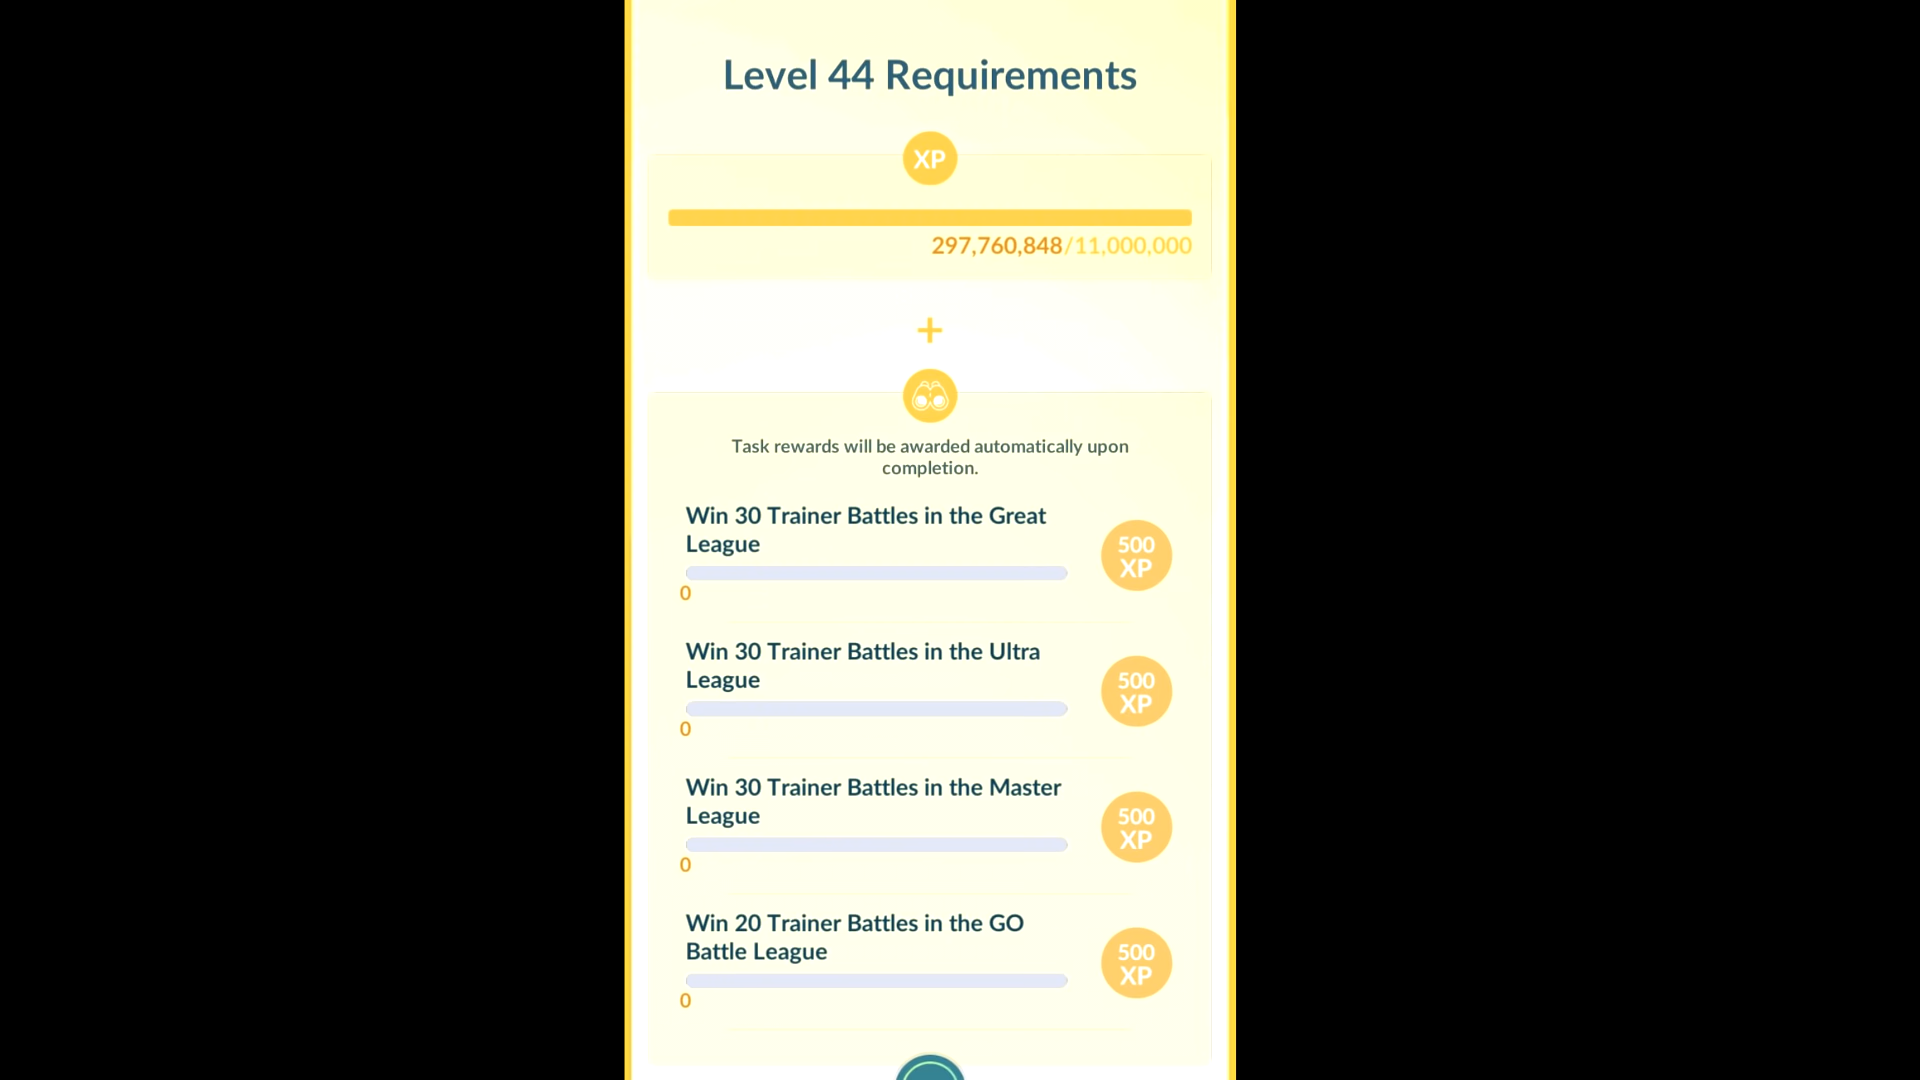 Level 44 Requirements
XP
297,760,848/11,000,000
+
Task rewards will be awarded automatically upon
completion.
Win 30 Trainer Battles in the Great
League
500
XP
0
Win 30 Trainer Battles in the Ultra
League
500
XP
0
Win 30 Trainer Battles in the Master
League
500
XP
0
Win 20 Trainer Battles in the GO
Battle League
500
XP
0